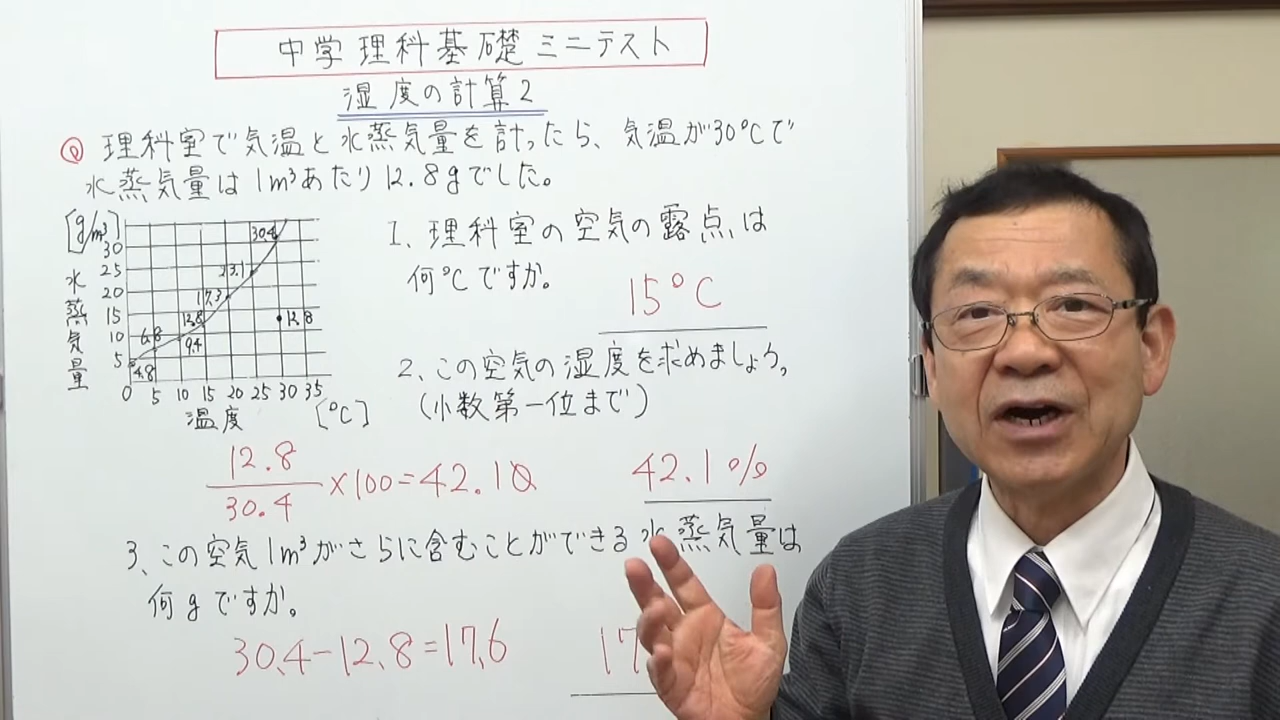 中学理科基礎ミニテスト
湿度の計算2
Q 理科室で気温と水蒸気量を計ったら、気温が30℃で
水蒸気量は1m³あたり12.8gでした。
[g/m³]
水蒸気量
30
25
20
15
10
5
30.4
23.1
17.3
12.8
12.8
6.8
9.4
4.8
0 5 10 15 20 25 30 35
温度 [℃]
1、理科室の空気の露点は
何℃ですか。
15℃
2、この空気の湿度を求めましょう。
(小数第一位まで)
12.8
30.4
×100=42.10
42.1%
3、この空気1m³がさらに含むことができる水蒸気量は
何gですか。
30.4-12.8=17.6
17